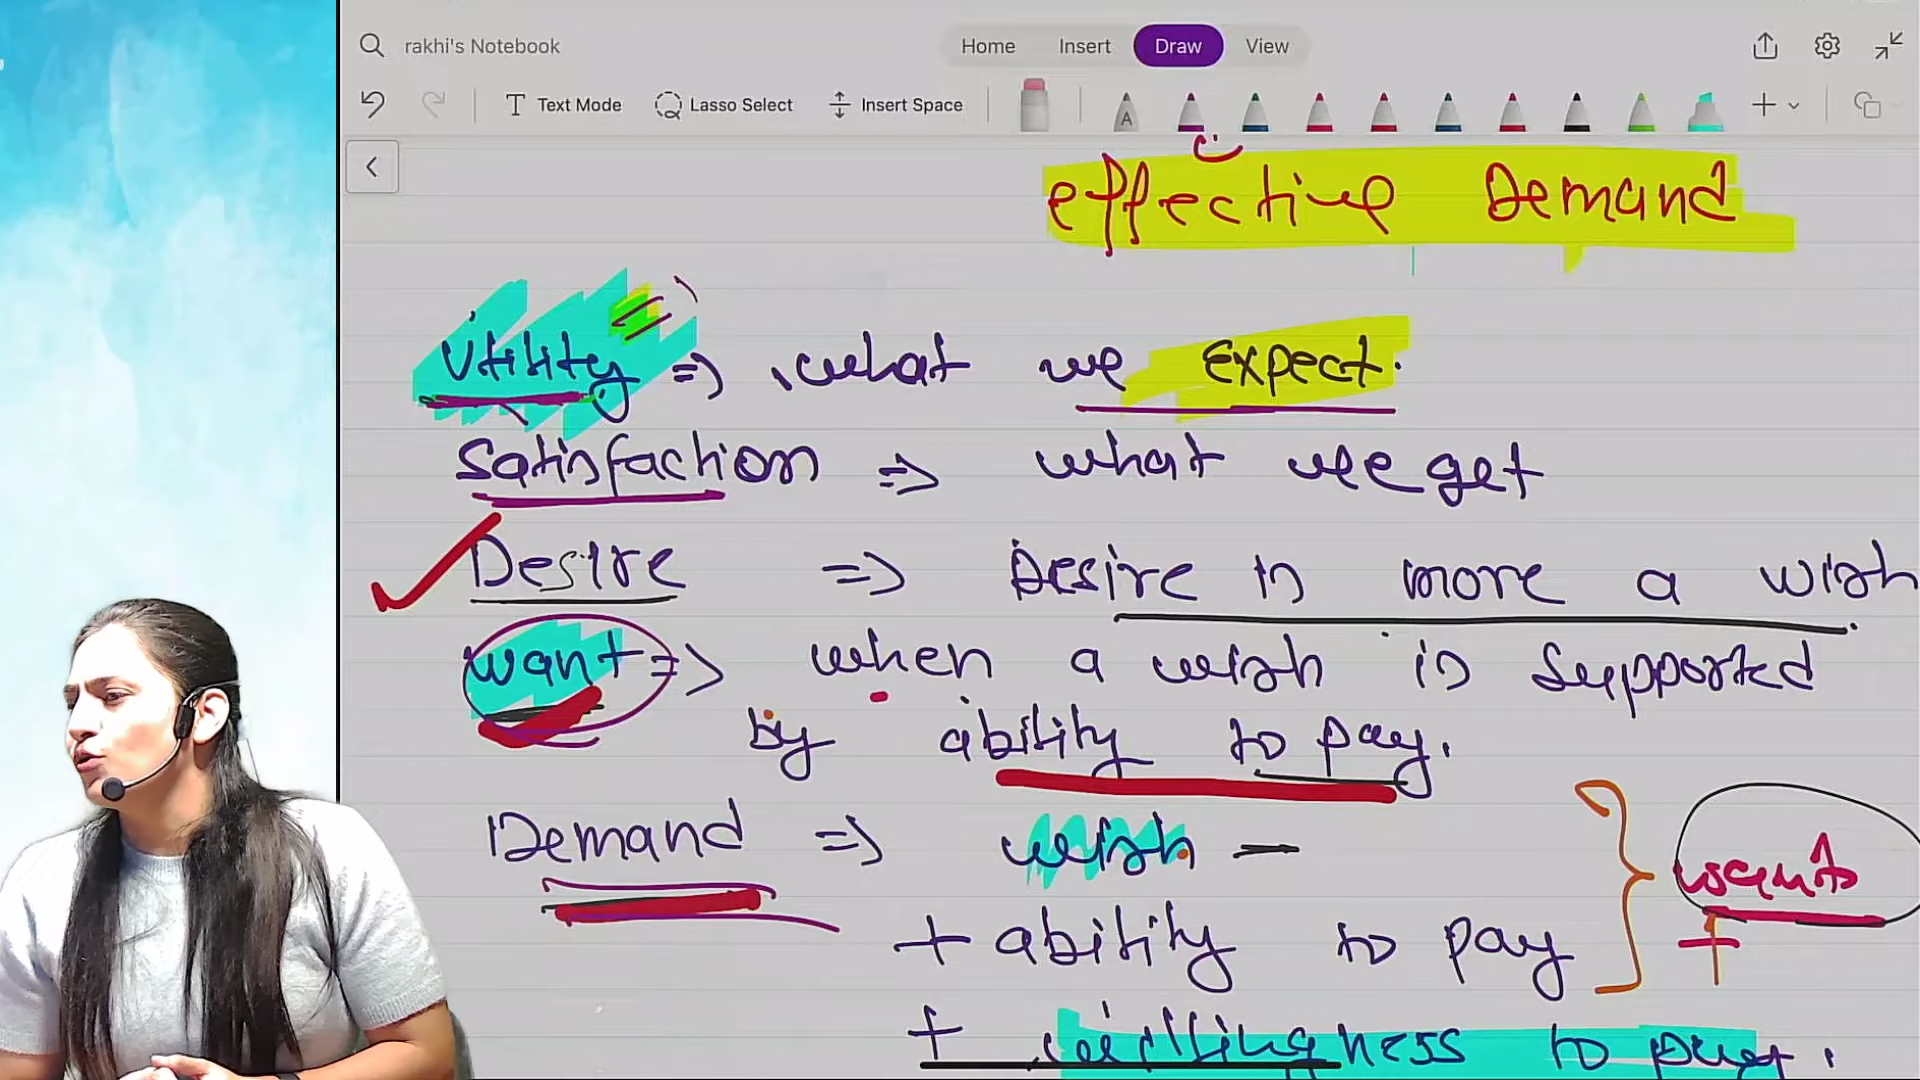 rakhi's Notebook
Home Insert Draw View
Text Mode Lasso Select Insert Space
A
effective Demand
Utility => what we Expect.
Satisfaction => what we get
Desire => Desire is more a wish
want => when a wish is supported
by ability to pay.
Demand => wish
+ ability to pay
wants
+
+ willingness to pay.